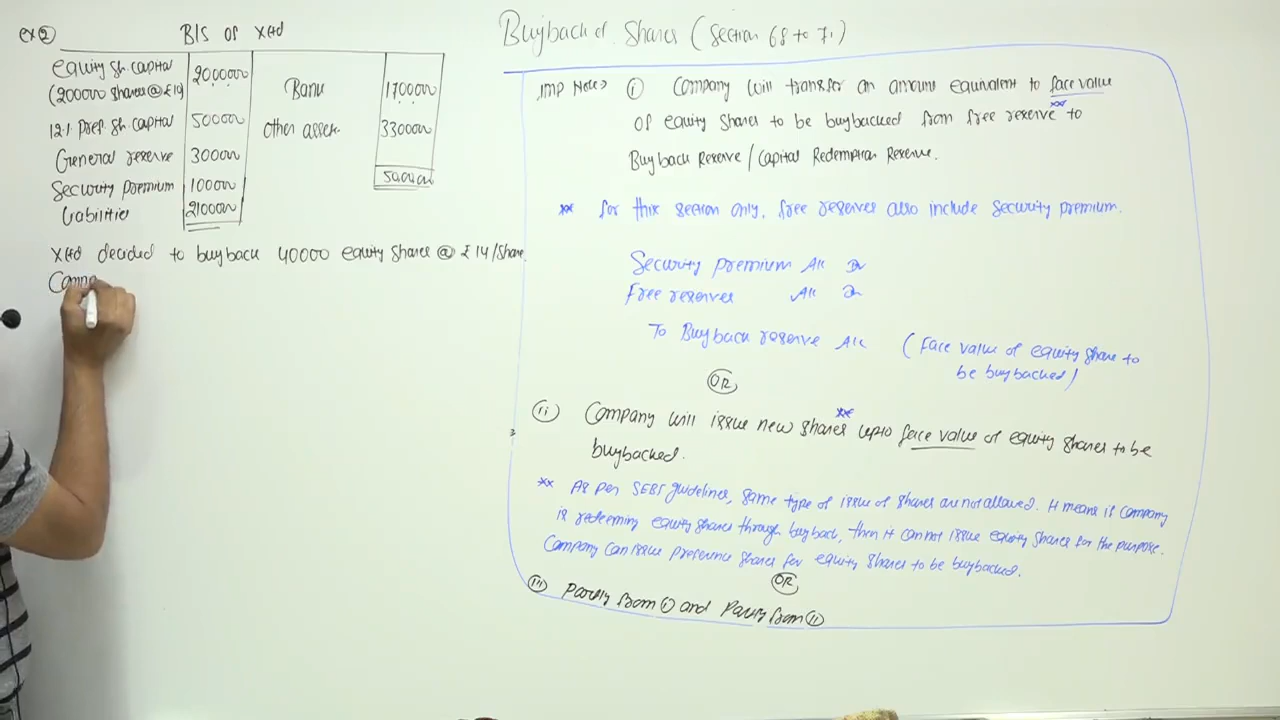 ex ②
B/S of X Ltd
equity sh. capital 2000000
(200000 shares @ ₹10)
Bank 1700000
12% Pref. sh. capital 500000
Other assets 3300000
General reserve 300000
5000000
Security premium 100000
Liabilities 2100000
X Ltd decided to buyback 40000 equity shares @ ₹14/share.
Comp
Buyback of Shares (Section 68 to 71)
Imp Notes → ① Company will transfer an amount equivalent to face value
of equity shares to be buybacked from free reserve ** to
Buyback Reserve / Capital Redemption Reserve.
** for this section only, free reserves also include Security premium.
Security premium A/c Dr
Free reserves A/c Dr
To Buyback reserve A/c (Face value of equity share to
be buybacked)
OR
(ii) Company will issue new shares ** upto face value of equity shares to be
buybacked.
** As per SEBI guidelines, same type of issue of shares are not allowed. It means if company
is redeeming equity shares through buyback, then it cannot issue equity shares for the purpose.
Company can issue preference shares for equity shares to be buybacked.
OR
(iii) Partly from ① and Partly from (ii)